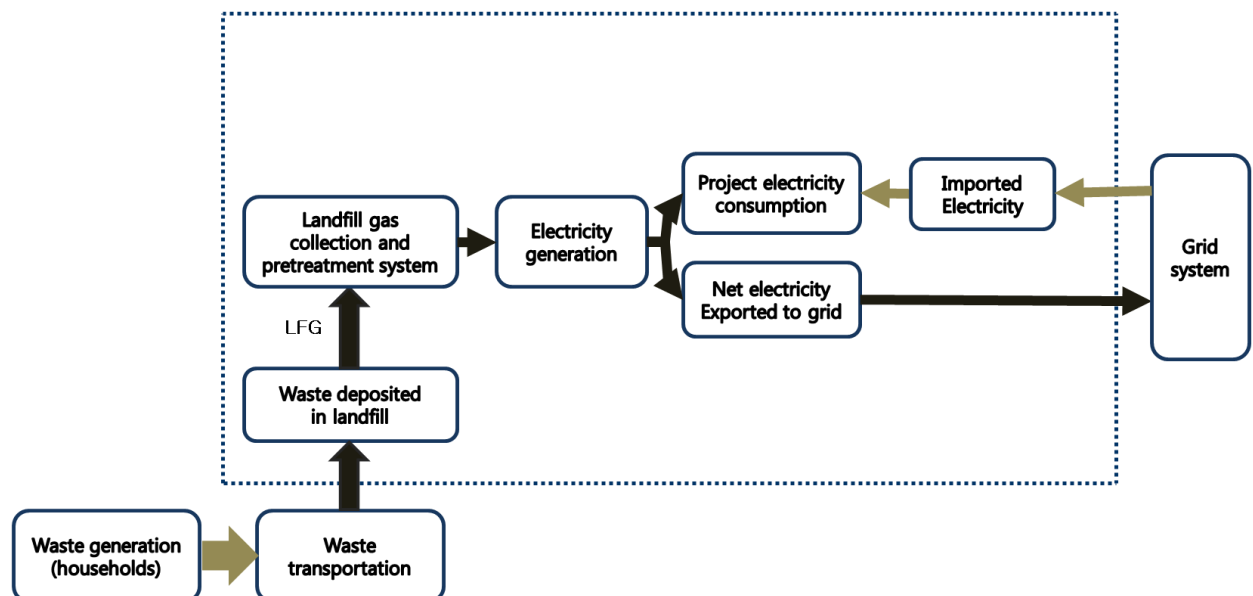 Project electricity
consumption
Imported
Electricity
Landfill gas
collection and
pretreatment system
Electricity
generation
Grid
system
Net electricity
Exported to grid
LFG
Waste deposited
in landfill
Waste generation
(households)
Waste
transportation